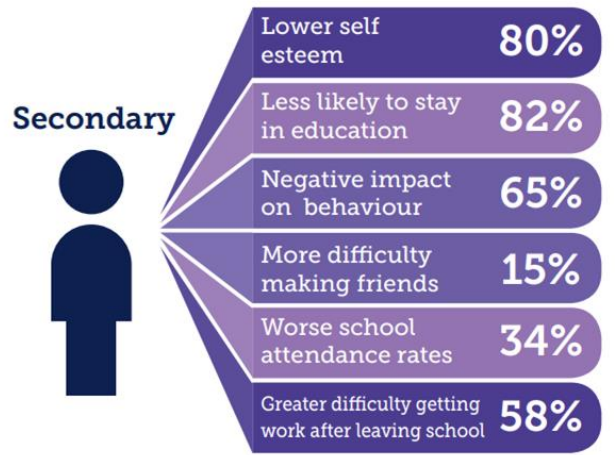 Secondary
Lower self
esteem
80%
Less likely to stay
in education
82%
Negative impact
on behaviour
65%
More difficulty
making friends
15%
Worse school
attendance rates
34%
Greater difficulty getting
work after leaving school
58%